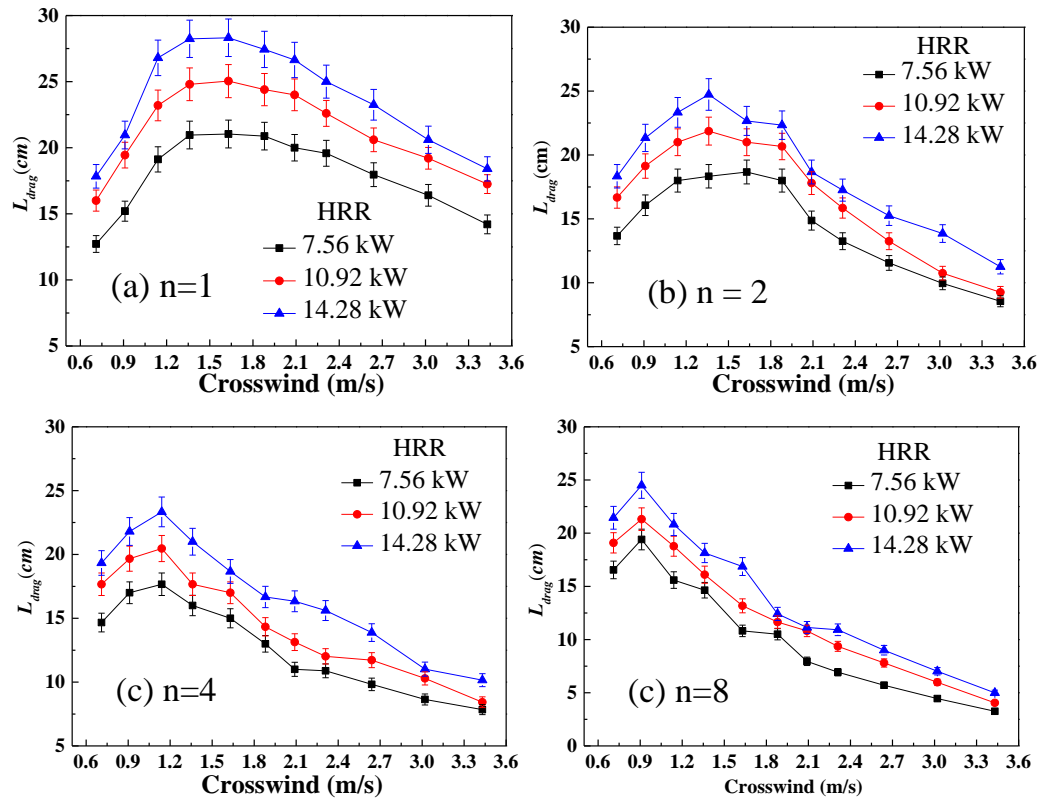 30
25
20
15
10
5
L_drag(cm)
HRR
7.56 kW
10.92 kW
14.28 kW
(a) n=1
0.6 0.9 1.2 1.5 1.8 2.1 2.4 2.7 3.0 3.3 3.6
Crosswind (m/s)
30
25
20
15
10
5
L_drag(cm)
HRR
7.56 kW
10.92 kW
14.28 kW
(b) n = 2
0.6 0.9 1.2 1.5 1.8 2.1 2.4 2.7 3.0 3.3 3.6
Crosswind (m/s)
30
25
20
15
10
5
L_drag(cm)
HRR
7.56 kW
10.92 kW
14.28 kW
(c) n=4
0.6 0.9 1.2 1.5 1.8 2.1 2.4 2.7 3.0 3.3 3.6
Crosswind (m/s)
30
25
20
15
10
5
0
L_drag(cm)
HRR
7.56 kW
10.92 kW
14.28 kW
(c) n=8
0.6 0.9 1.2 1.5 1.8 2.1 2.4 2.7 3.0 3.3 3.6
Crosswind (m/s)